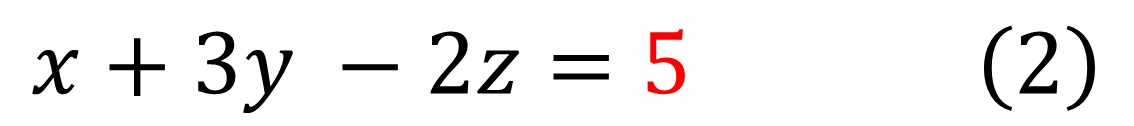 x + 3y − 2z = 5 (2)